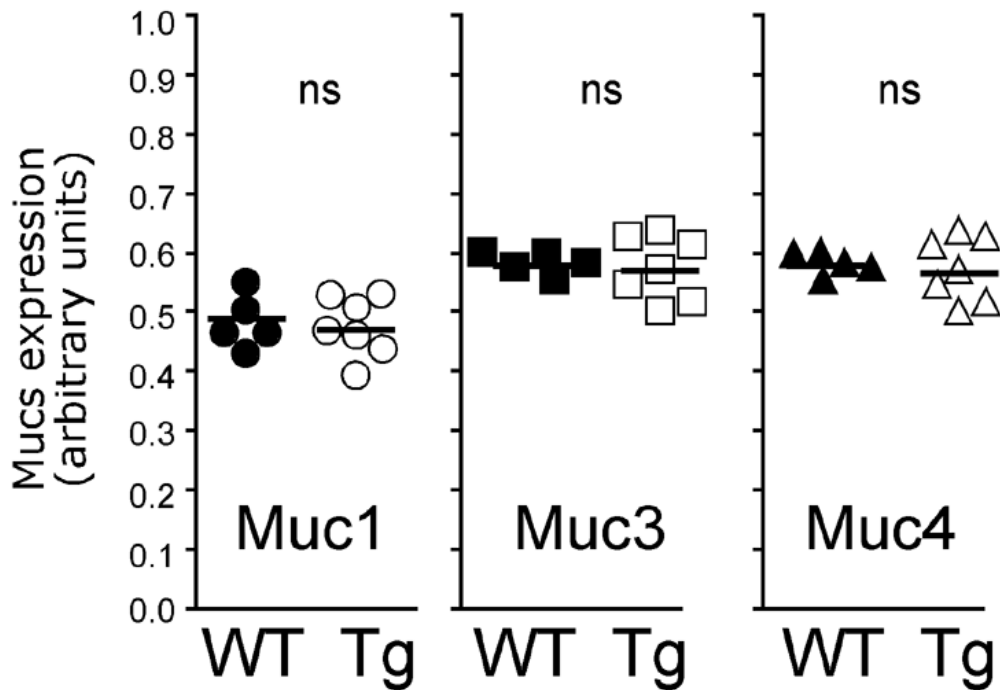 Mucs expression
(arbitrary units)
1.0
0.9
0.8
0.7
0.6
0.5
0.4
0.3
0.2
0.1
0.0
ns
Muc1
WT Tg
ns
Muc3
WT Tg
ns
Muc4
WT Tg